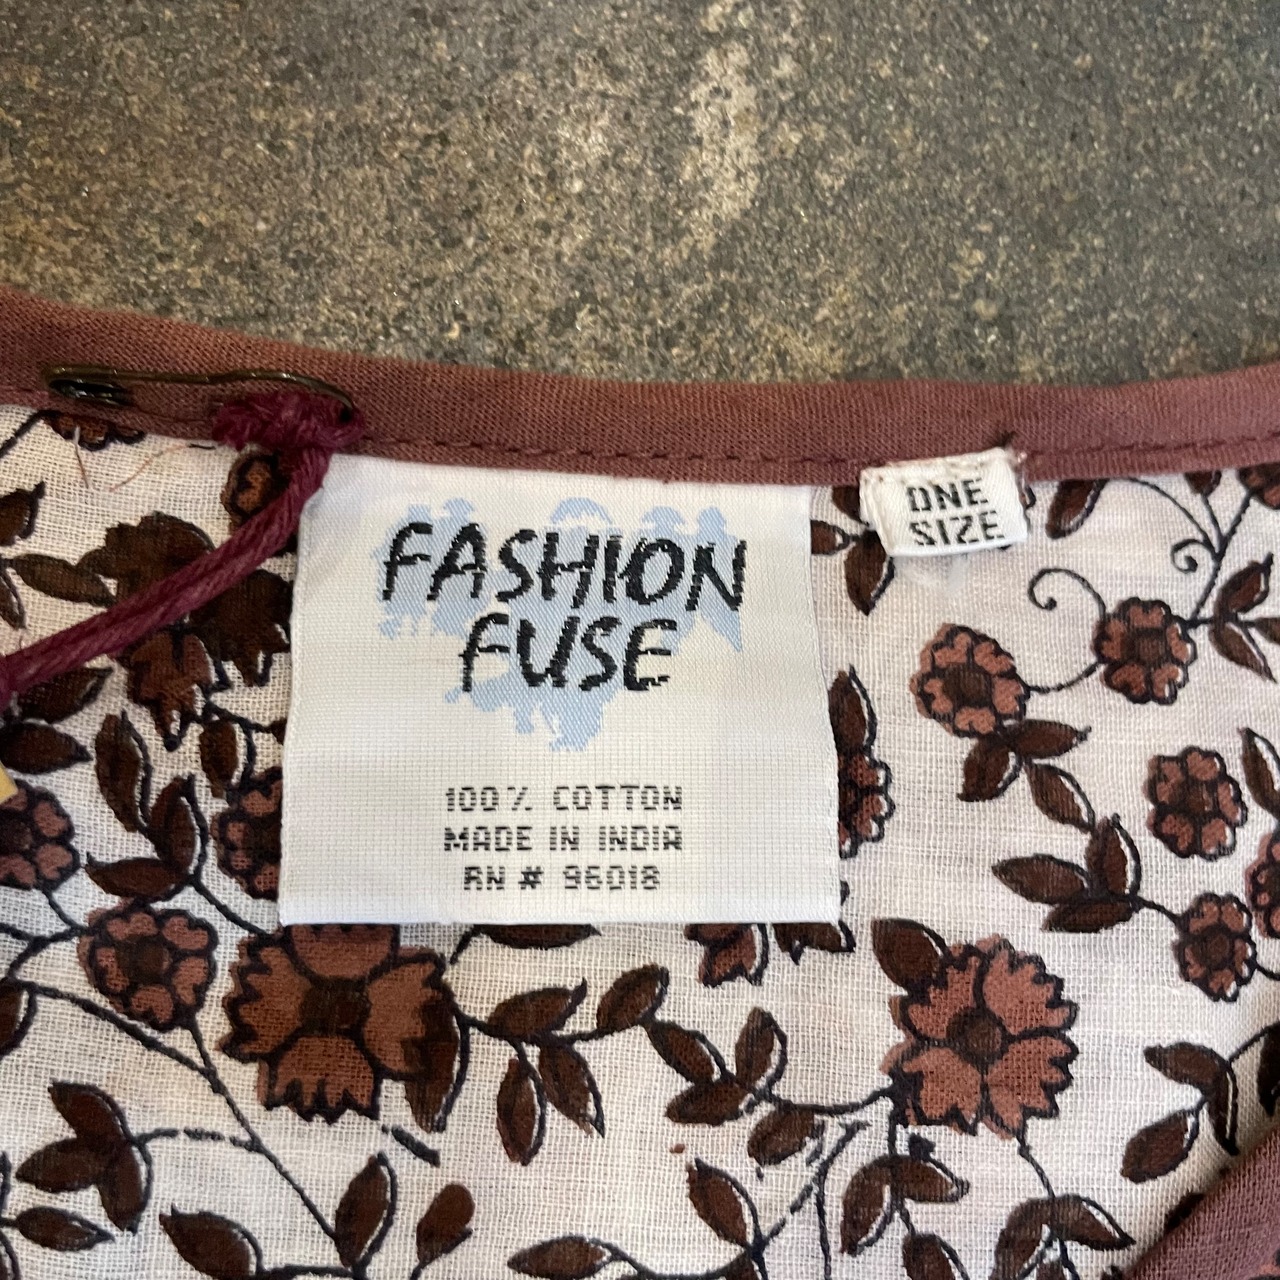 FASHION
FUSE
100% COTTON
MADE IN INDIA
RN # 96018
ONE
SIZE